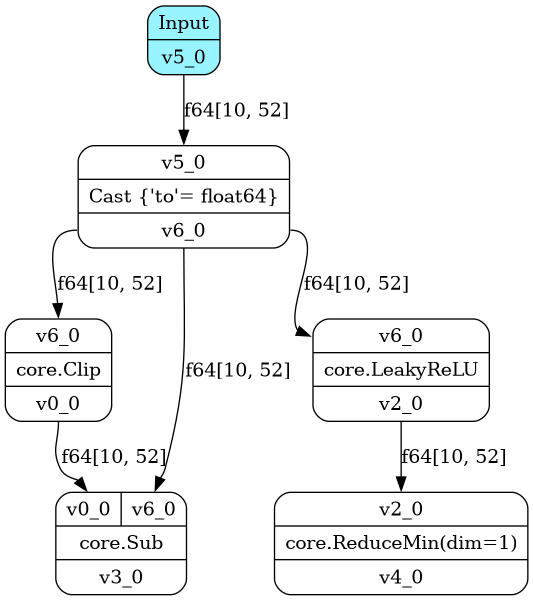 Input
v5_0
f64[10, 52]
v5_0
Cast {'to'= float64}
v6_0
f64[10, 52]
f64[10, 52]
f64[10, 52]
v6_0
core.Clip
v0_0
v6_0
core.LeakyReLU
v2_0
f64[10, 52]
f64[10, 52]
v0_0 v6_0
core.Sub
v3_0
v2_0
core.ReduceMin(dim=1)
v4_0